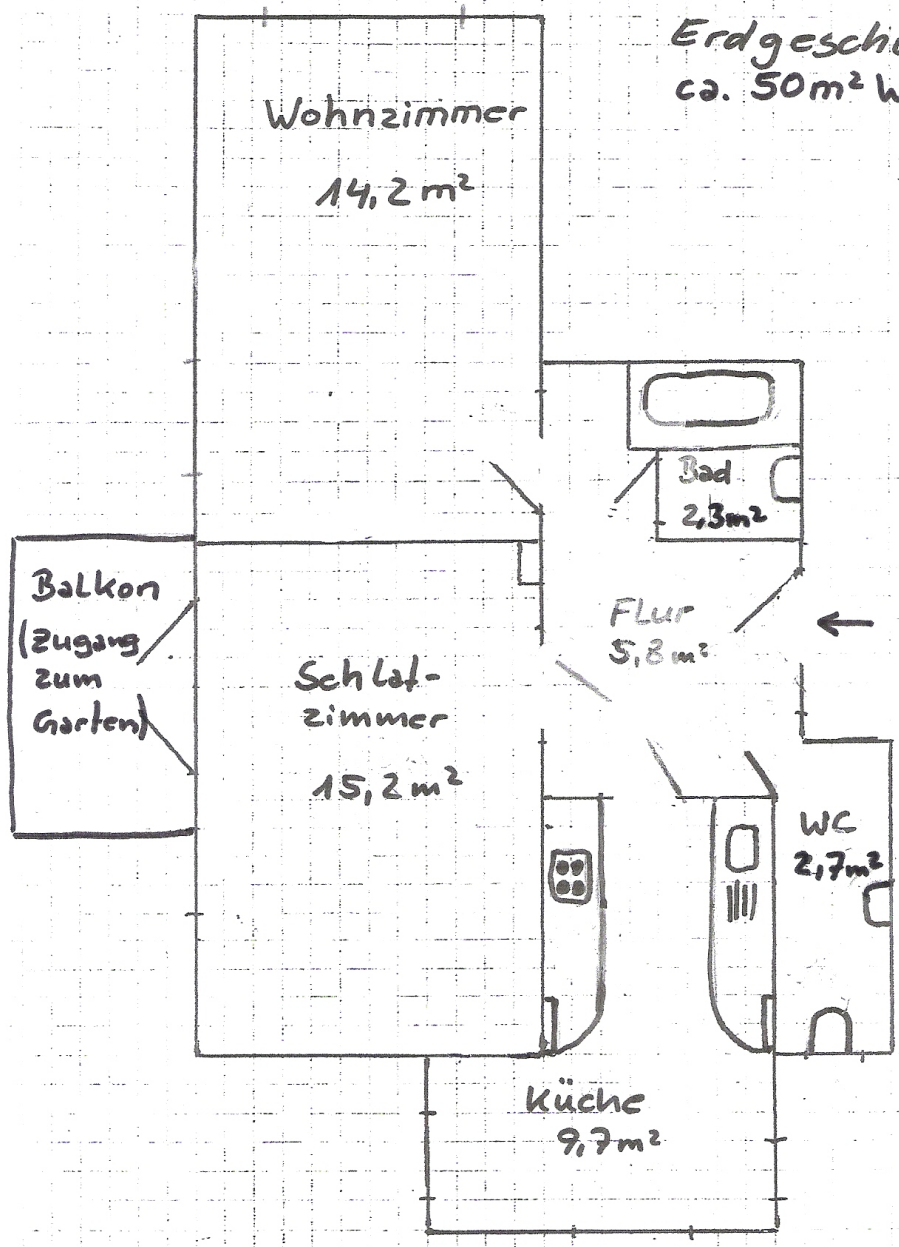 Erdgescho
ca. 50m² W
Wohnzimmer
14,2 m²
Bad
2,3m²
Balkon
(Zugang
zum
Garten)
Flur
5,8 m²
Schlaf-
zimmer
15,2 m²
WC
2,7m²
Küche
9,7m²